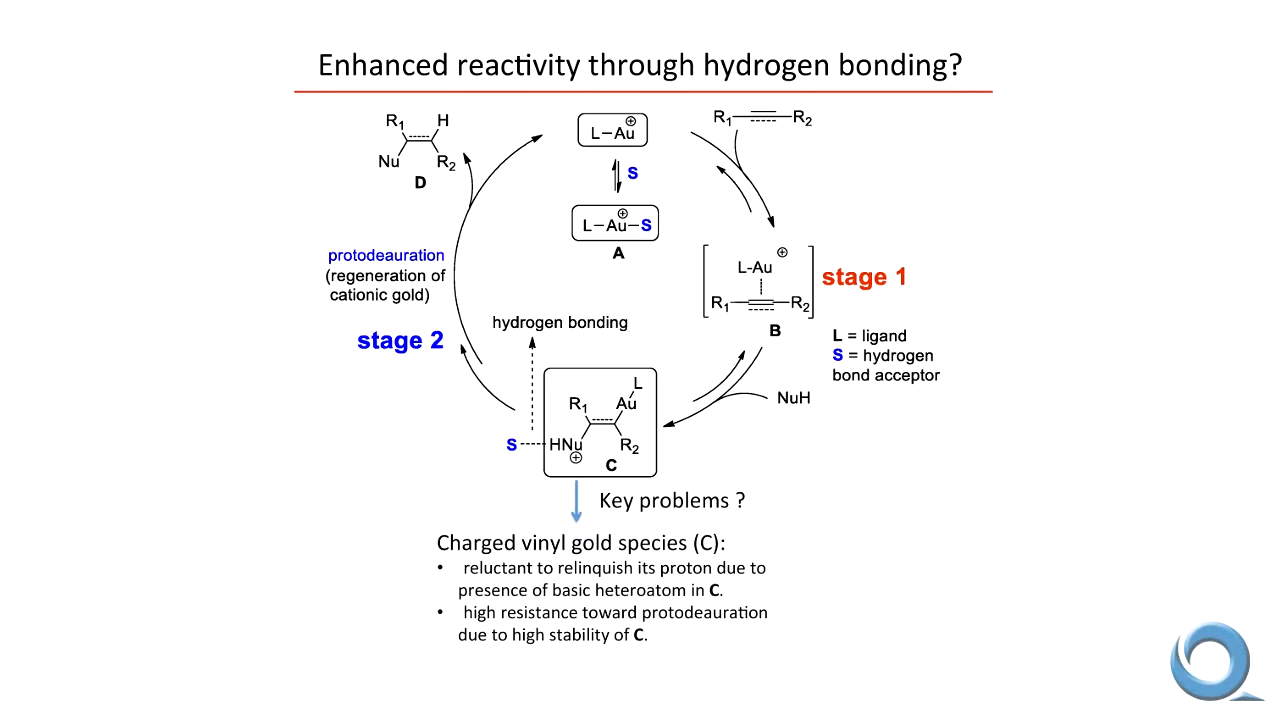 Enhanced reactivity through hydrogen bonding?
R1 H
Nu R2
D
L–Au ⊕
S
L–Au–S ⊕
A
R1 R2
L-Au ⊕
R1 R2
B
stage 1
L = ligand
S = hydrogen
bond acceptor
NuH
protodeauration
(regeneration of
cationic gold)
stage 2
hydrogen bonding
L
R1 Au
S HNu R2
⊕
C
Key problems ?
Charged vinyl gold species (C):
• reluctant to relinquish its proton due to
presence of basic heteroatom in C.
• high resistance toward protodeauration
due to high stability of C.